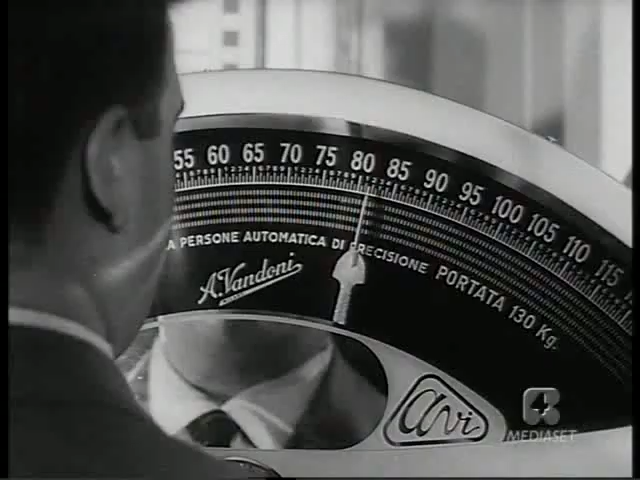 55 60 65 70 75 80 85 90 95 100 105 110 115
A PERSONE AUTOMATICA DI PRECISIONE PORTATA 130 Kg.
A. Vandoni
avi
4
MEDIASET